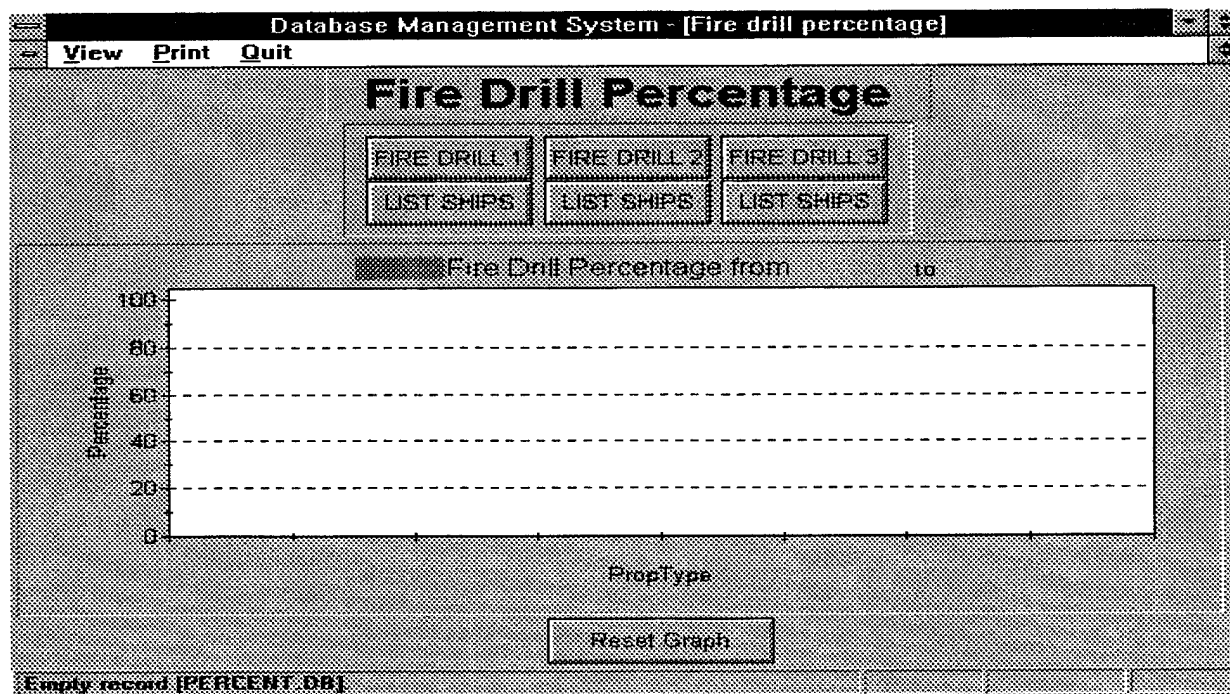 Database Management System - [Fire drill percentage]
View Print Quit
Fire Drill Percentage
FIRE DRILL 1 FIRE DRILL 2 FIRE DRILL 3
LIST SHIPS LIST SHIPS LIST SHIPS
Fire Drill Percentage from to
100
80
60
40
20
0
Percentage
PropType
Reset Graph
Empty record [PERCENT.DB]